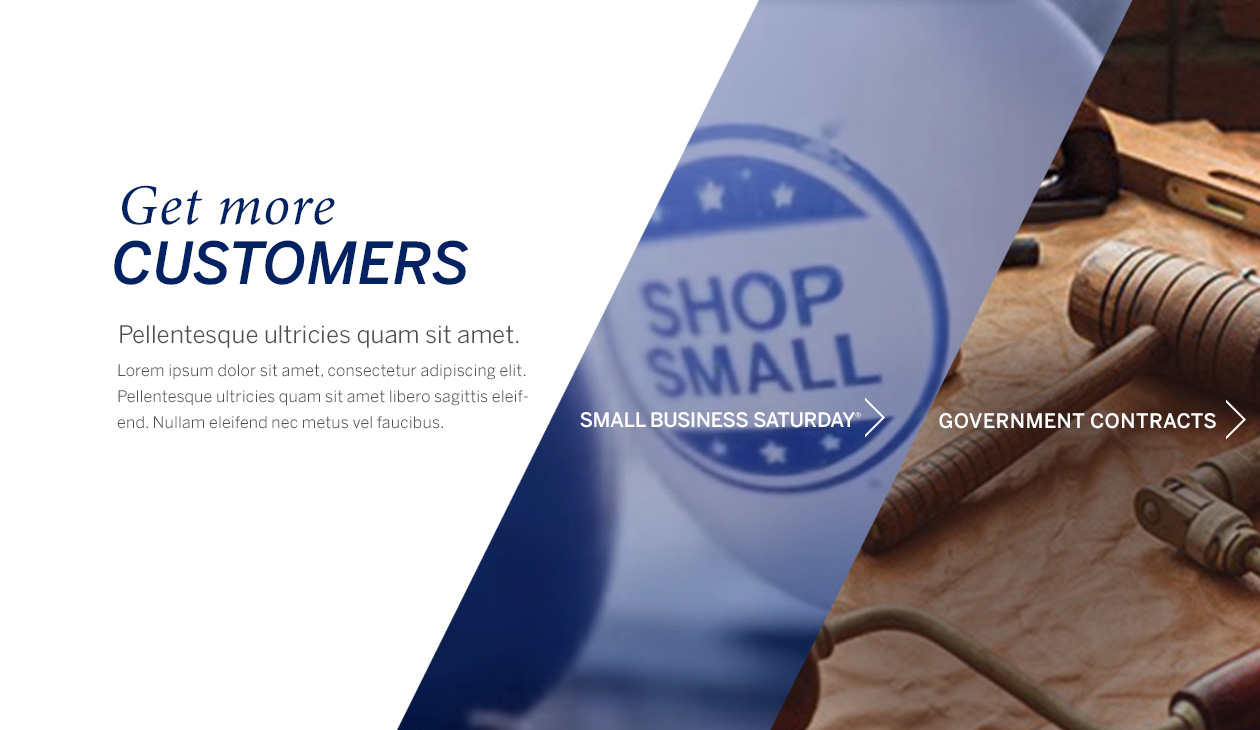 Get more
CUSTOMERS
Pellentesque ultricies quam sit amet.
Lorem ipsum dolor sit amet, consectetur adipiscing elit.
Pellentesque ultricies quam sit amet libero sagittis eleif-
end. Nullam eleifend nec metus vel faucibus.
SHOP
SMALL
SMALL BUSINESS SATURDAY®
GOVERNMENT CONTRACTS